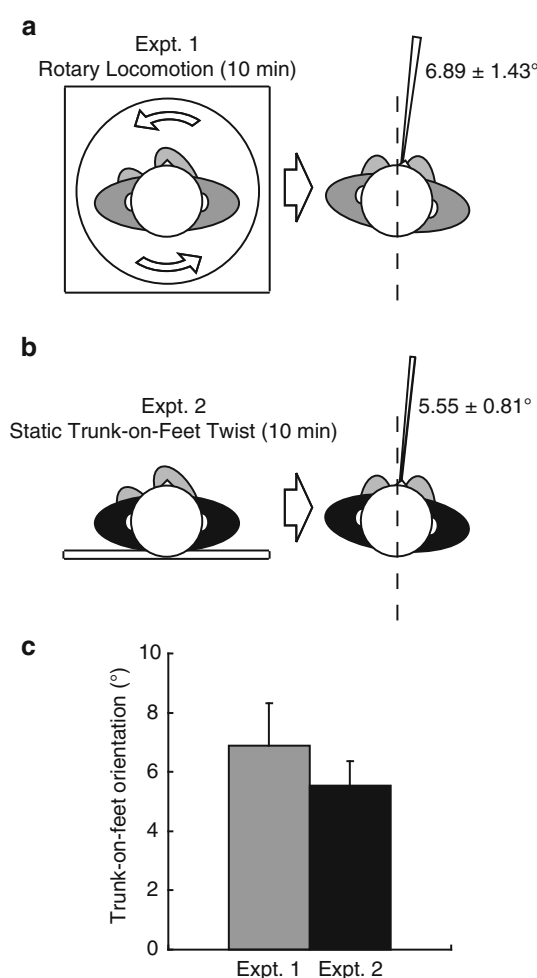 a
Expt. 1
Rotary Locomotion (10 min)
6.89 ± 1.43°
b
Expt. 2
Static Trunk-on-Feet Twist (10 min)
5.55 ± 0.81°
c
Trunk-on-feet orientation (°)
10
8
6
4
2
0
Expt. 1 Expt. 2